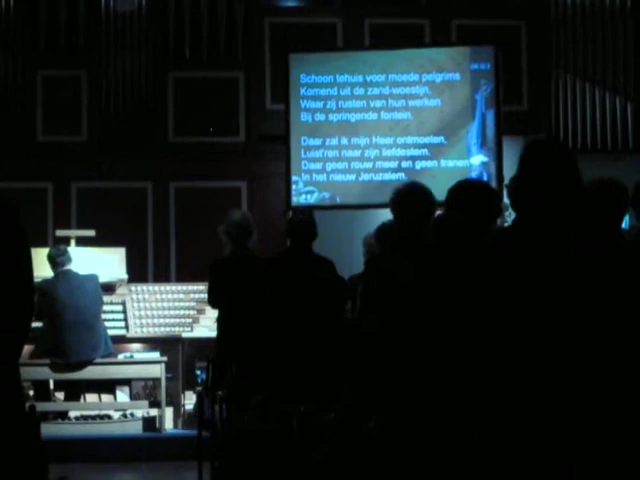 Schoon tehuis voor moede pelgrims
Komend uit de zand-woestijn,
Waar zij rusten van hun werken
Bij de springende fontein.
Daar zal ik mijn Heer ontmoeten,
Luist'ren naar zijn liefdestem.
Daar geen rouw meer en geen tranen
In het nieuw Jeruzalem.